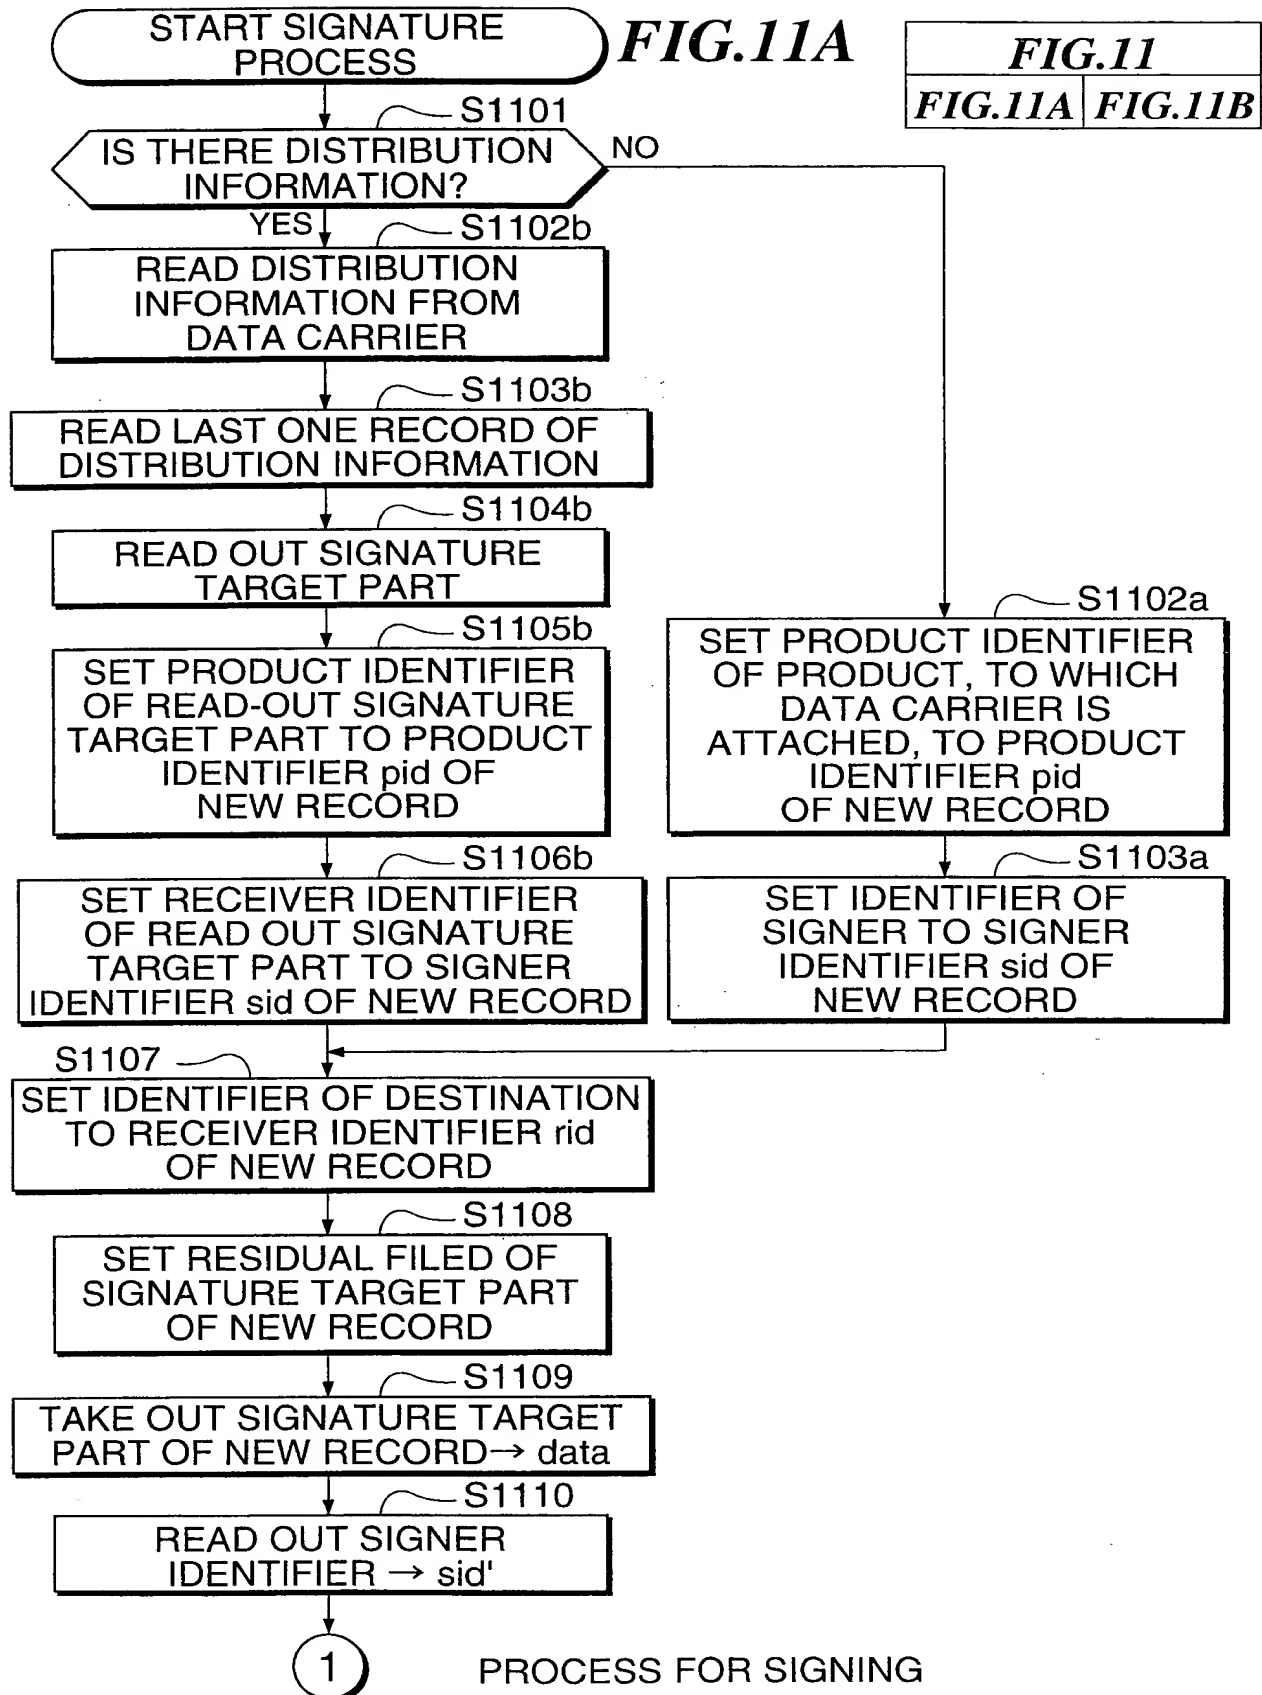 START SIGNATURE
PROCESS
FIG.11A
FIG.11
FIG.11A
FIG.11B
S1101
IS THERE DISTRIBUTION
INFORMATION?
NO
YES
S1102b
READ DISTRIBUTION
INFORMATION FROM
DATA CARRIER
S1103b
READ LAST ONE RECORD OF
DISTRIBUTION INFORMATION
S1104b
READ OUT SIGNATURE
TARGET PART
S1105b
SET PRODUCT IDENTIFIER
OF READ-OUT SIGNATURE
TARGET PART TO PRODUCT
IDENTIFIER pid OF
NEW RECORD
S1102a
SET PRODUCT IDENTIFIER
OF PRODUCT, TO WHICH
DATA CARRIER IS
ATTACHED, TO PRODUCT
IDENTIFIER pid
OF NEW RECORD
S1106b
SET RECEIVER IDENTIFIER
OF READ OUT SIGNATURE
TARGET PART TO SIGNER
IDENTIFIER sid OF NEW RECORD
S1103a
SET IDENTIFIER OF
SIGNER TO SIGNER
IDENTIFIER sid OF
NEW RECORD
S1107
SET IDENTIFIER OF DESTINATION
TO RECEIVER IDENTIFIER rid
OF NEW RECORD
S1108
SET RESIDUAL FILED OF
SIGNATURE TARGET PART
OF NEW RECORD
S1109
TAKE OUT SIGNATURE TARGET
PART OF NEW RECORD→ data
S1110
READ OUT SIGNER
IDENTIFIER → sid'
1
PROCESS FOR SIGNING